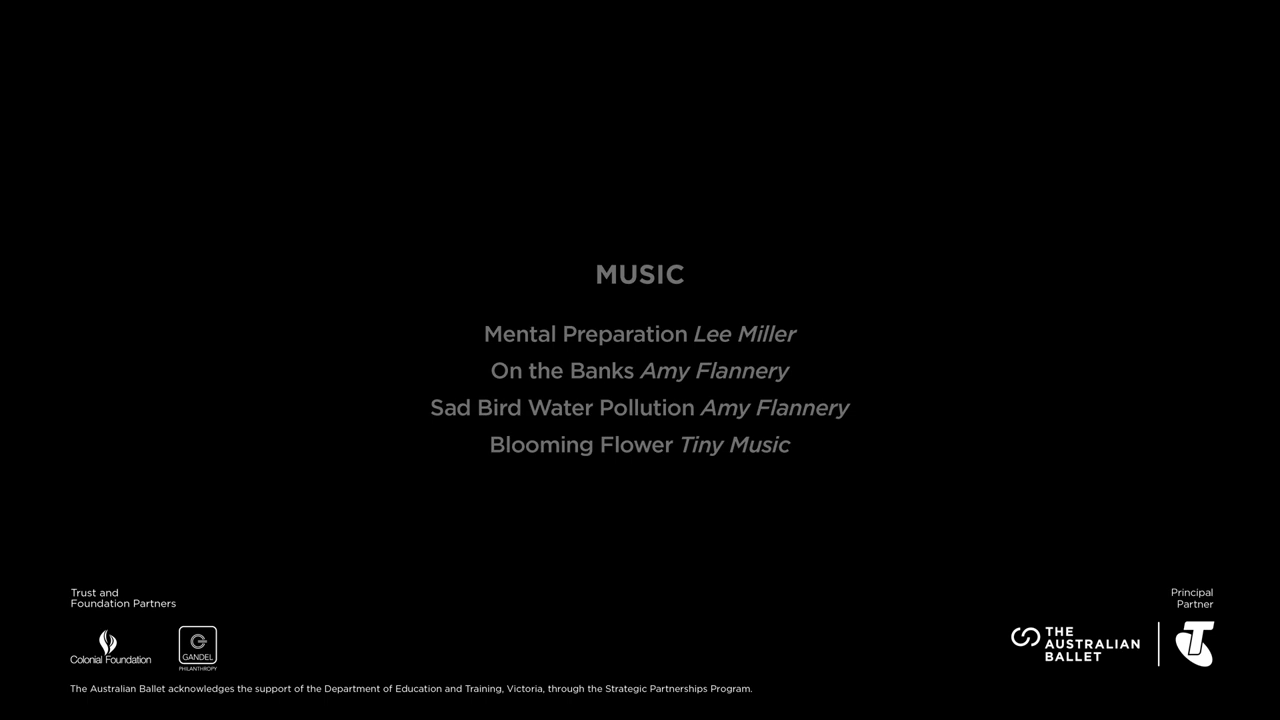 MUSIC
Mental Preparation Lee Miller
On the Banks Amy Flannery
Sad Bird Water Pollution Amy Flannery
Blooming Flower Tiny Music
Trust and
Foundation Partners
Colonial Foundation
GANDEL
PHILANTHROPY
Principal
Partner
THE
AUSTRALIAN
BALLET
T
The Australian Ballet acknowledges the support of the Department of Education and Training, Victoria, through the Strategic Partnerships Program.